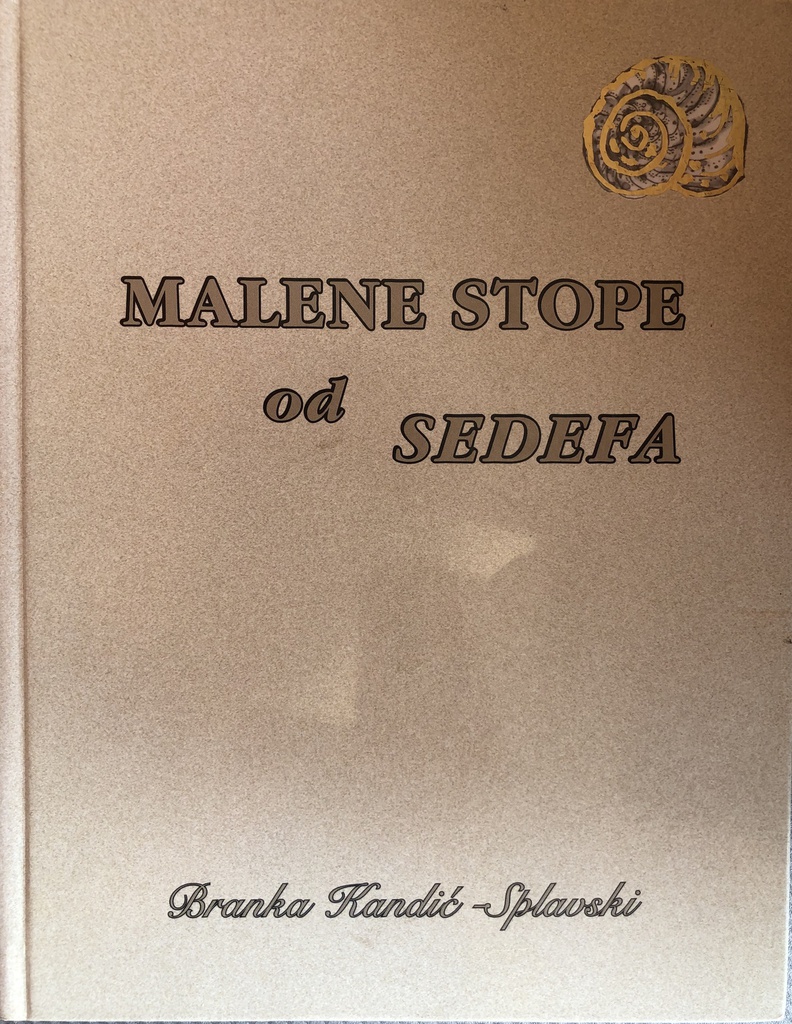 MALENE STOPE
od
SEDEFA
Branka Kandić-Splavski